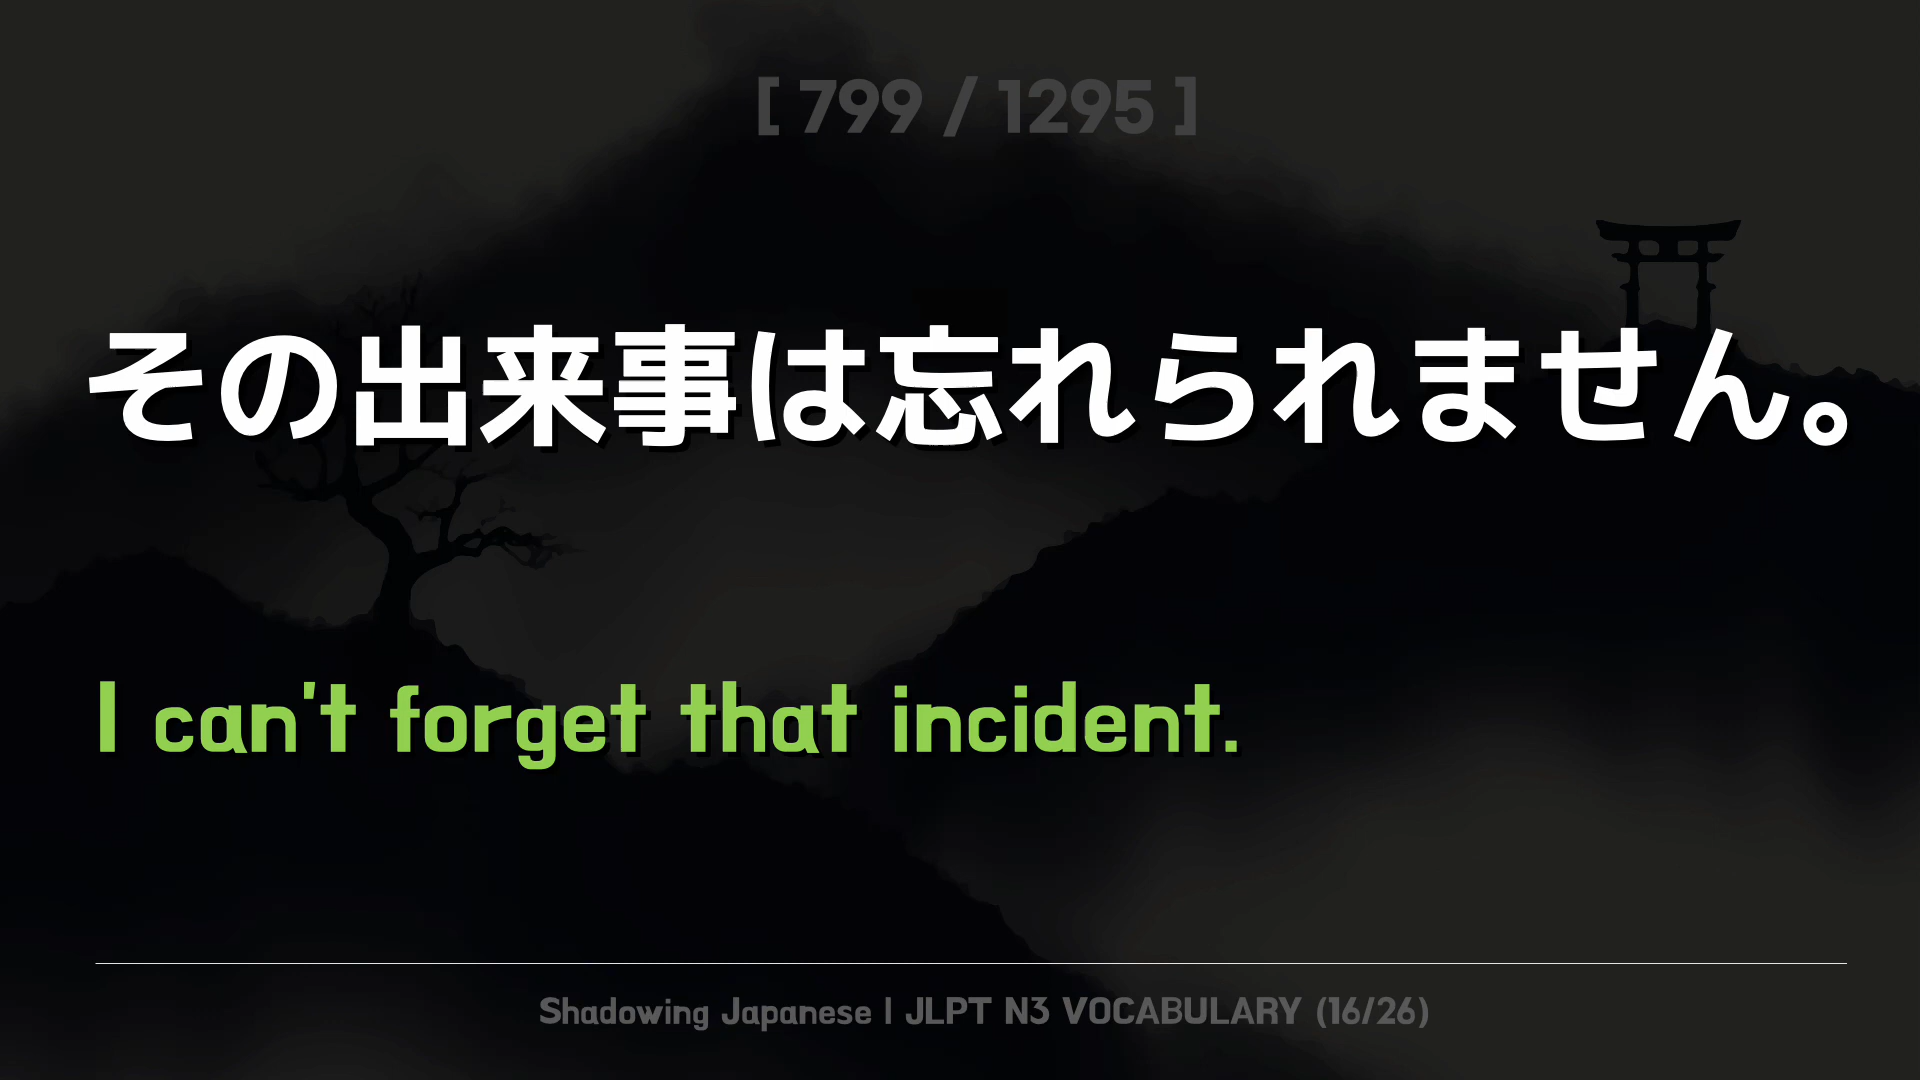 [ 799 / 1295 ]
その出来事は忘れられません。
I can't forget that incident.
Shadowing Japanese | JLPT N3 VOCABULARY (16/26)